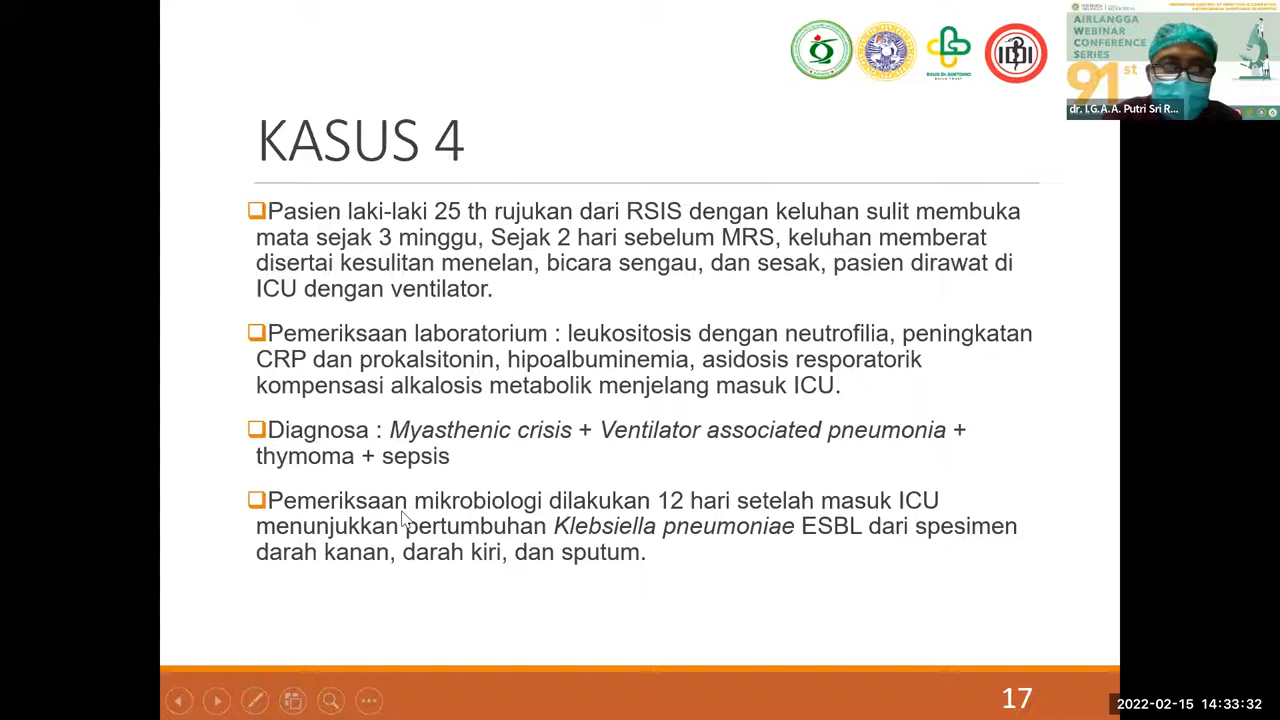 AIRLANGGA
WEBINAR
CONFERENCE
SERIES
91st
dr. I.G.A.A. Putri Sri R...
RSUD Dr. SOETOMO
IDI
KASUS 4
Pasien laki-laki 25 th rujukan dari RSIS dengan keluhan sulit membuka
mata sejak 3 minggu, Sejak 2 hari sebelum MRS, keluhan memberat
disertai kesulitan menelan, bicara sengau, dan sesak, pasien dirawat di
ICU dengan ventilator.
Pemeriksaan laboratorium : leukositosis dengan neutrofilia, peningkatan
CRP dan prokalsitonin, hipoalbuminemia, asidosis resporatorik
kompensasi alkalosis metabolik menjelang masuk ICU.
Diagnosa : Myasthenic crisis + Ventilator associated pneumonia +
thymoma + sepsis
Pemeriksaan mikrobiologi dilakukan 12 hari setelah masuk ICU
menunjukkan pertumbuhan Klebsiella pneumoniae ESBL dari spesimen
darah kanan, darah kiri, dan sputum.
17
2022-02-15 14:33:32